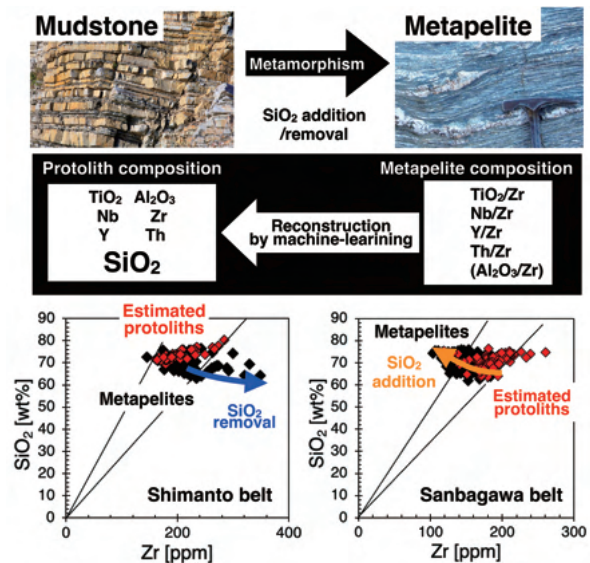 Mudstone
Metapelite
Metamorphism
SiO₂ addition
/removal
Protolith composition
TiO₂ Al₂O₃
Nb Zr
Y Th
SiO₂
Reconstruction
by machine-learining
Metapelite composition
TiO₂/Zr
Nb/Zr
Y/Zr
Th/Zr
(Al₂O₃/Zr)
SiO₂ [wt%]
90
80
70
60
50
40
30
20
10
0
Estimated
protoliths
Metapelites
SiO₂
removal
Shimanto belt
0 200 400
Zr [ppm]
SiO₂ [wt%]
90
80
70
60
50
40
30
20
10
0
Metapelites
SiO₂
addition
Estimated
protoliths
Sanbagawa belt
0 100 200 300
Zr [ppm]